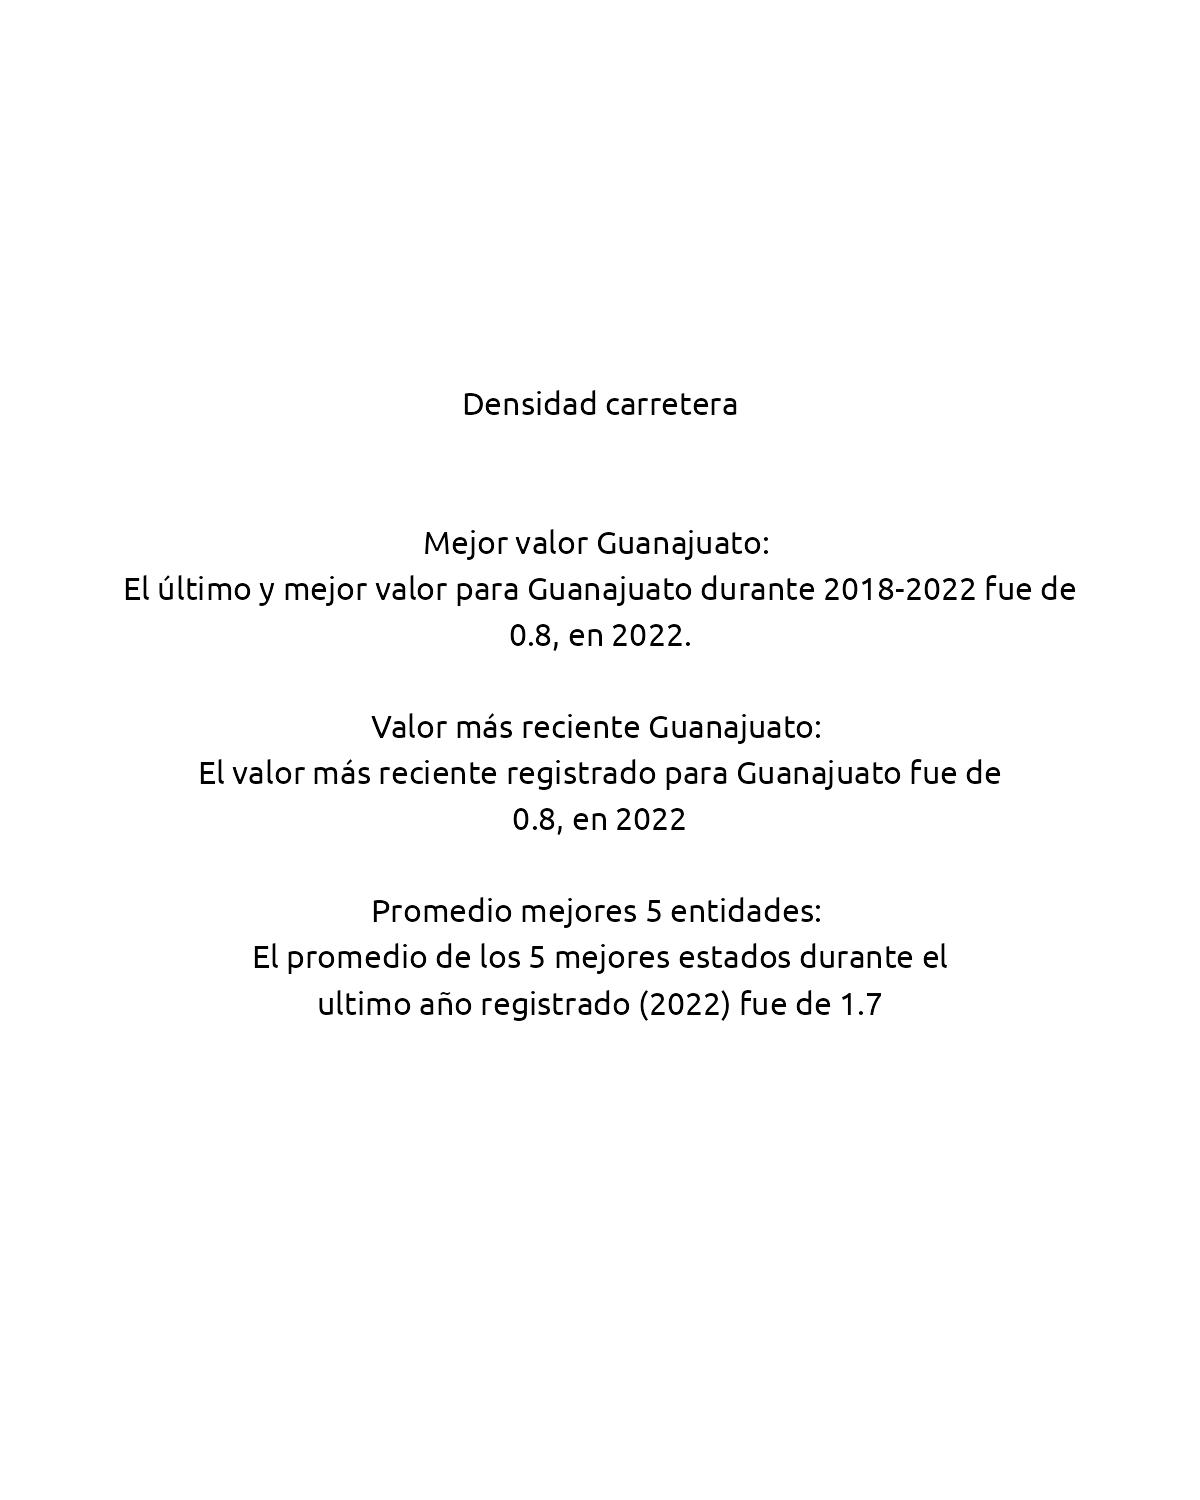 Densidad carretera
Mejor valor Guanajuato:
El último y mejor valor para Guanajuato durante 2018-2022 fue de
0.8, en 2022.
Valor más reciente Guanajuato:
El valor más reciente registrado para Guanajuato fue de
0.8, en 2022
Promedio mejores 5 entidades:
El promedio de los 5 mejores estados durante el
ultimo año registrado (2022) fue de 1.7